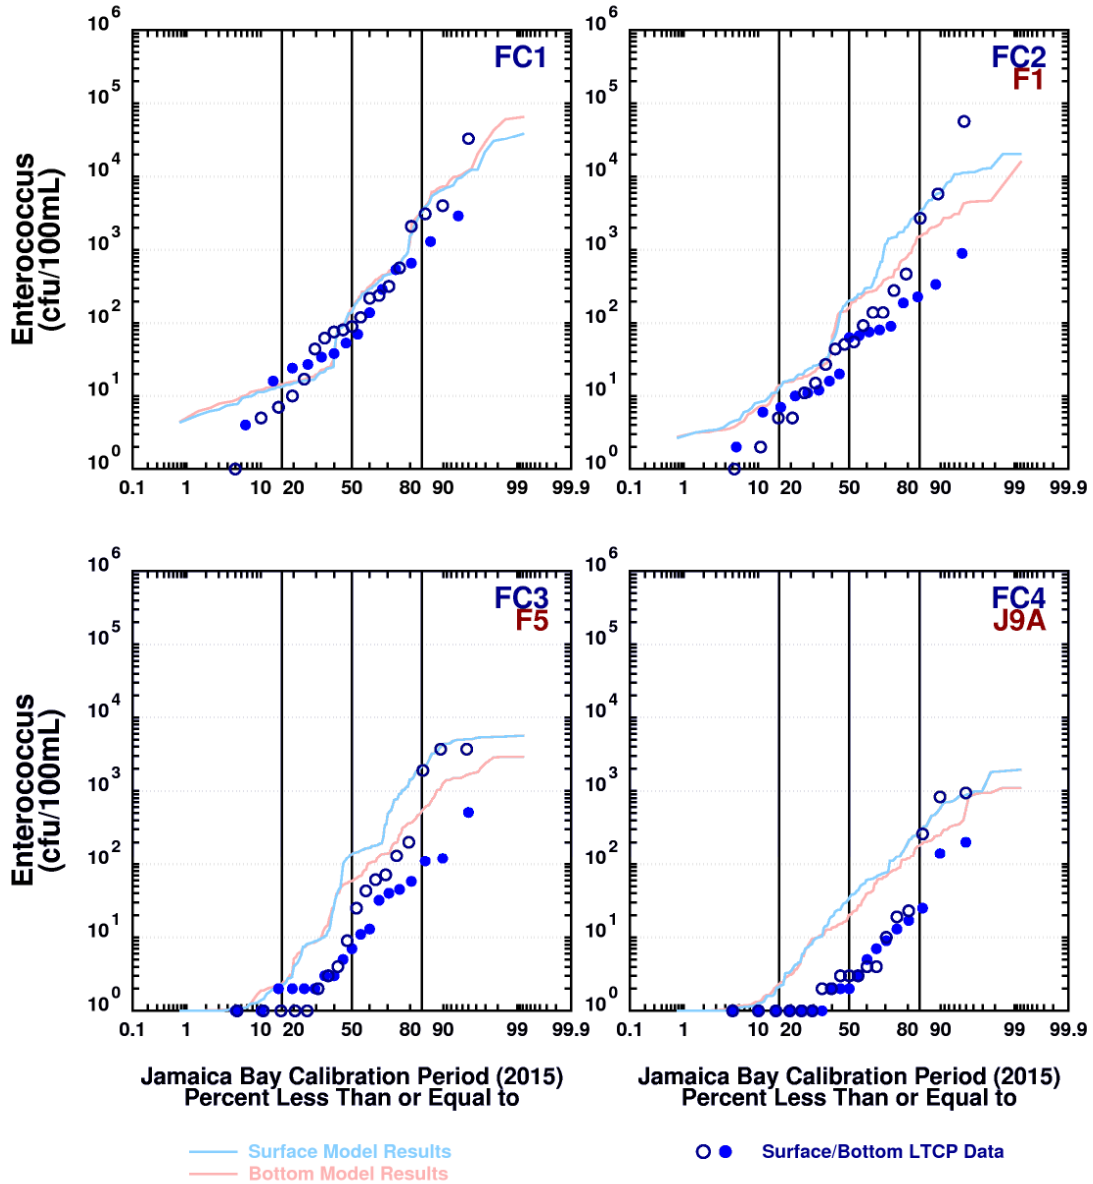 10^6
10^5
10^4
10^3
10^2
10^1
10^0
Enterococcus
(cfu/100mL)
FC1
0.1 1 10 20 50 80 90 99 99.9
10^6
10^5
10^4
10^3
10^2
10^1
10^0
FC2
F1
0.1 1 10 20 50 80 90 99 99.9
10^6
10^5
10^4
10^3
10^2
10^1
10^0
Enterococcus
(cfu/100mL)
FC3
F5
0.1 1 10 20 50 80 90 99 99.9
Jamaica Bay Calibration Period (2015)
Percent Less Than or Equal to
10^6
10^5
10^4
10^3
10^2
10^1
10^0
FC4
J9A
0.1 1 10 20 50 80 90 99 99.9
Jamaica Bay Calibration Period (2015)
Percent Less Than or Equal to
Surface Model Results
Bottom Model Results
Surface/Bottom LTCP Data